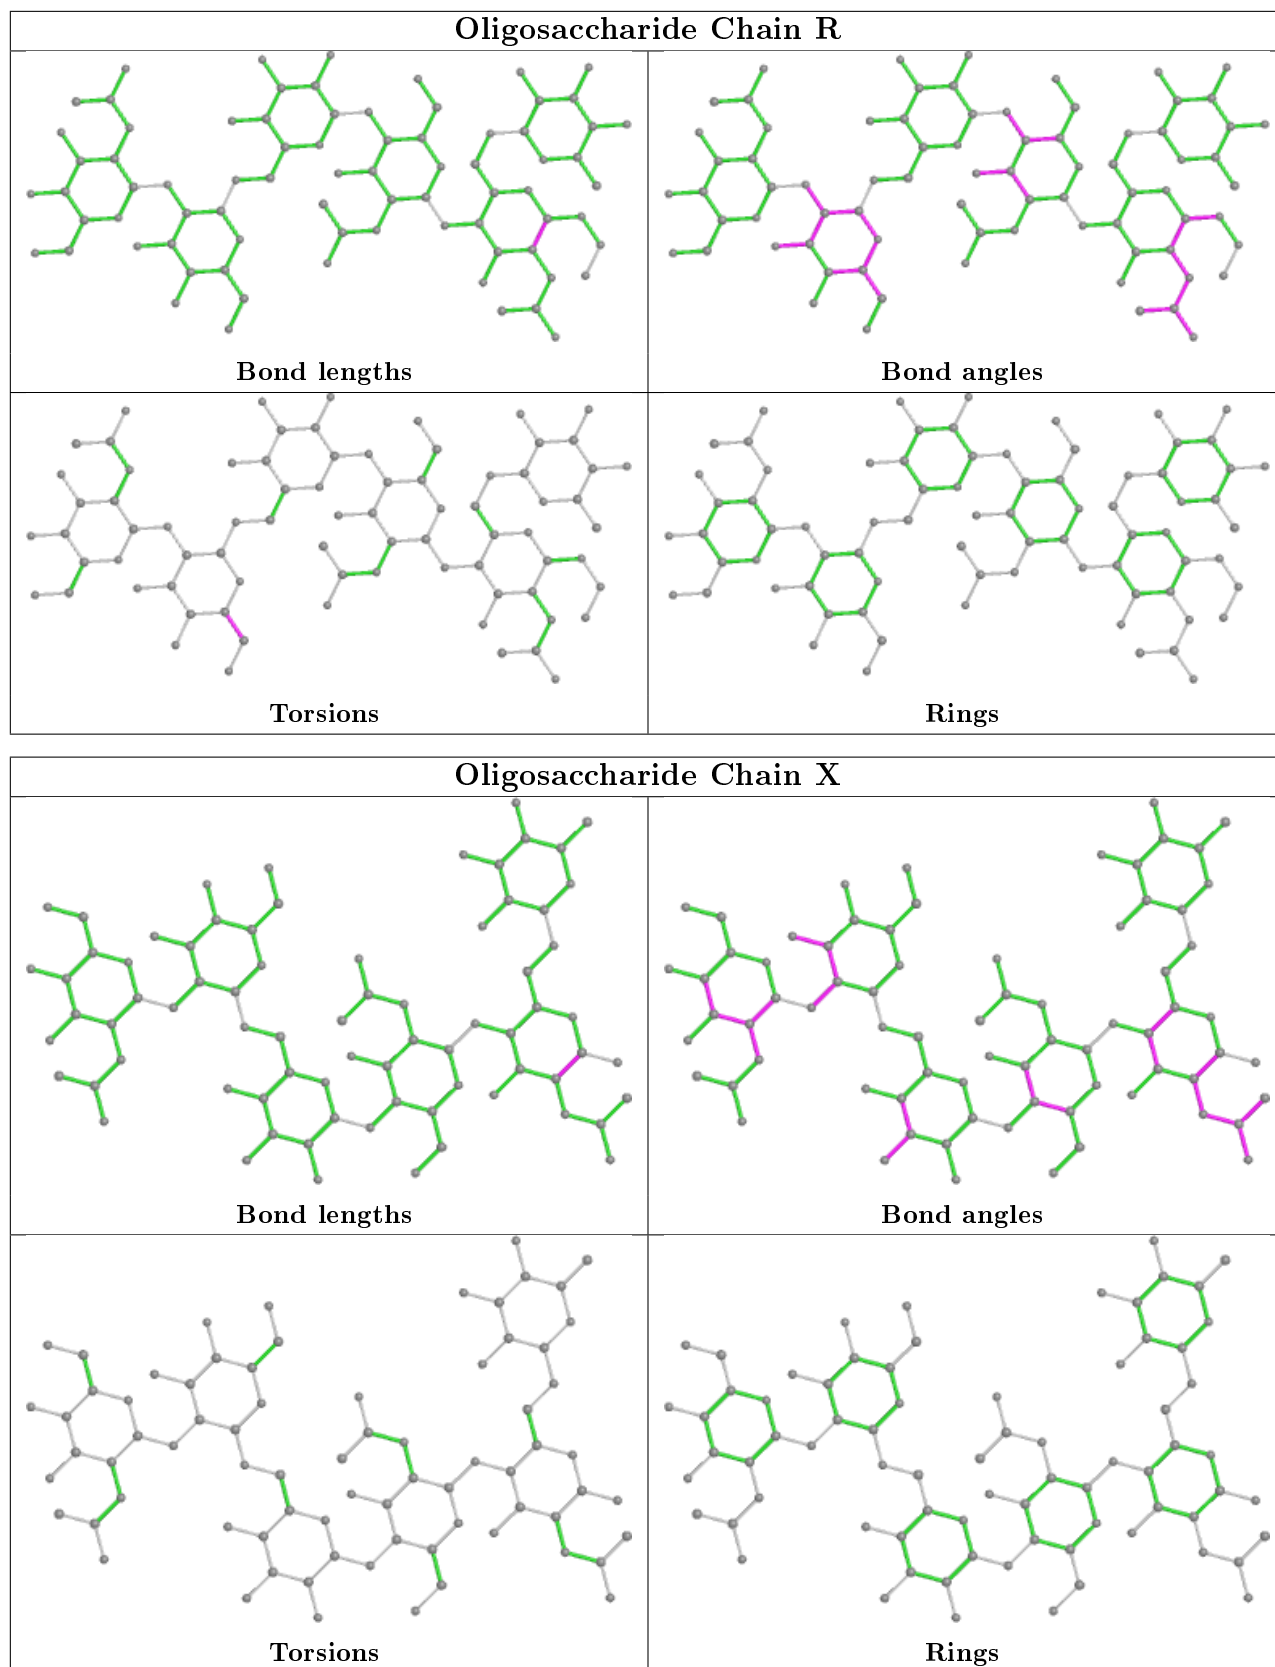 Oligosaccharide Chain R
Bond lengths
Bond angles
Torsions
Rings
Oligosaccharide Chain X
Bond lengths
Bond angles
Torsions
Rings